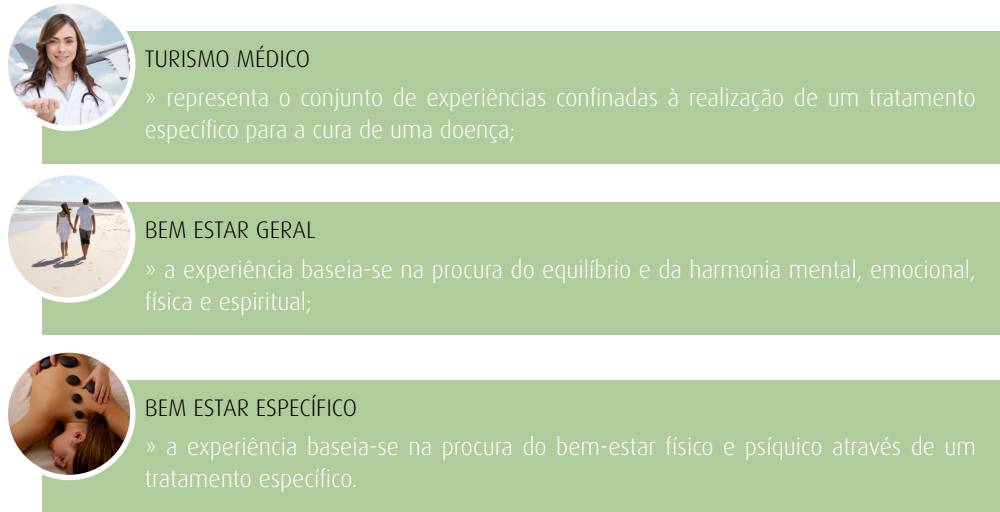 TURISMO MÉDICO
» representa o conjunto de experiências confinadas à realização de um tratamento
específico para a cura de uma doença;
BEM ESTAR GERAL
» a experiência baseia-se na procura do equilíbrio e da harmonia mental, emocional,
física e espiritual;
BEM ESTAR ESPECÍFICO
» a experiência baseia-se na procura do bem-estar físico e psíquico através de um
tratamento específico.